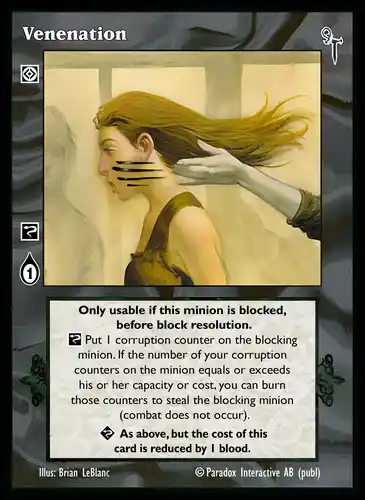 Venenation
1
Only usable if this minion is blocked,
before block resolution.
Put 1 corruption counter on the blocking
minion. If the number of your corruption
counters on the minion equals or exceeds
his or her capacity or cost, you can burn
those counters to steal the blocking minion
(combat does not occur).
As above, but the cost of this
card is reduced by 1 blood.
Illus: Brian LeBlanc © Paradox Interactive AB (publ)